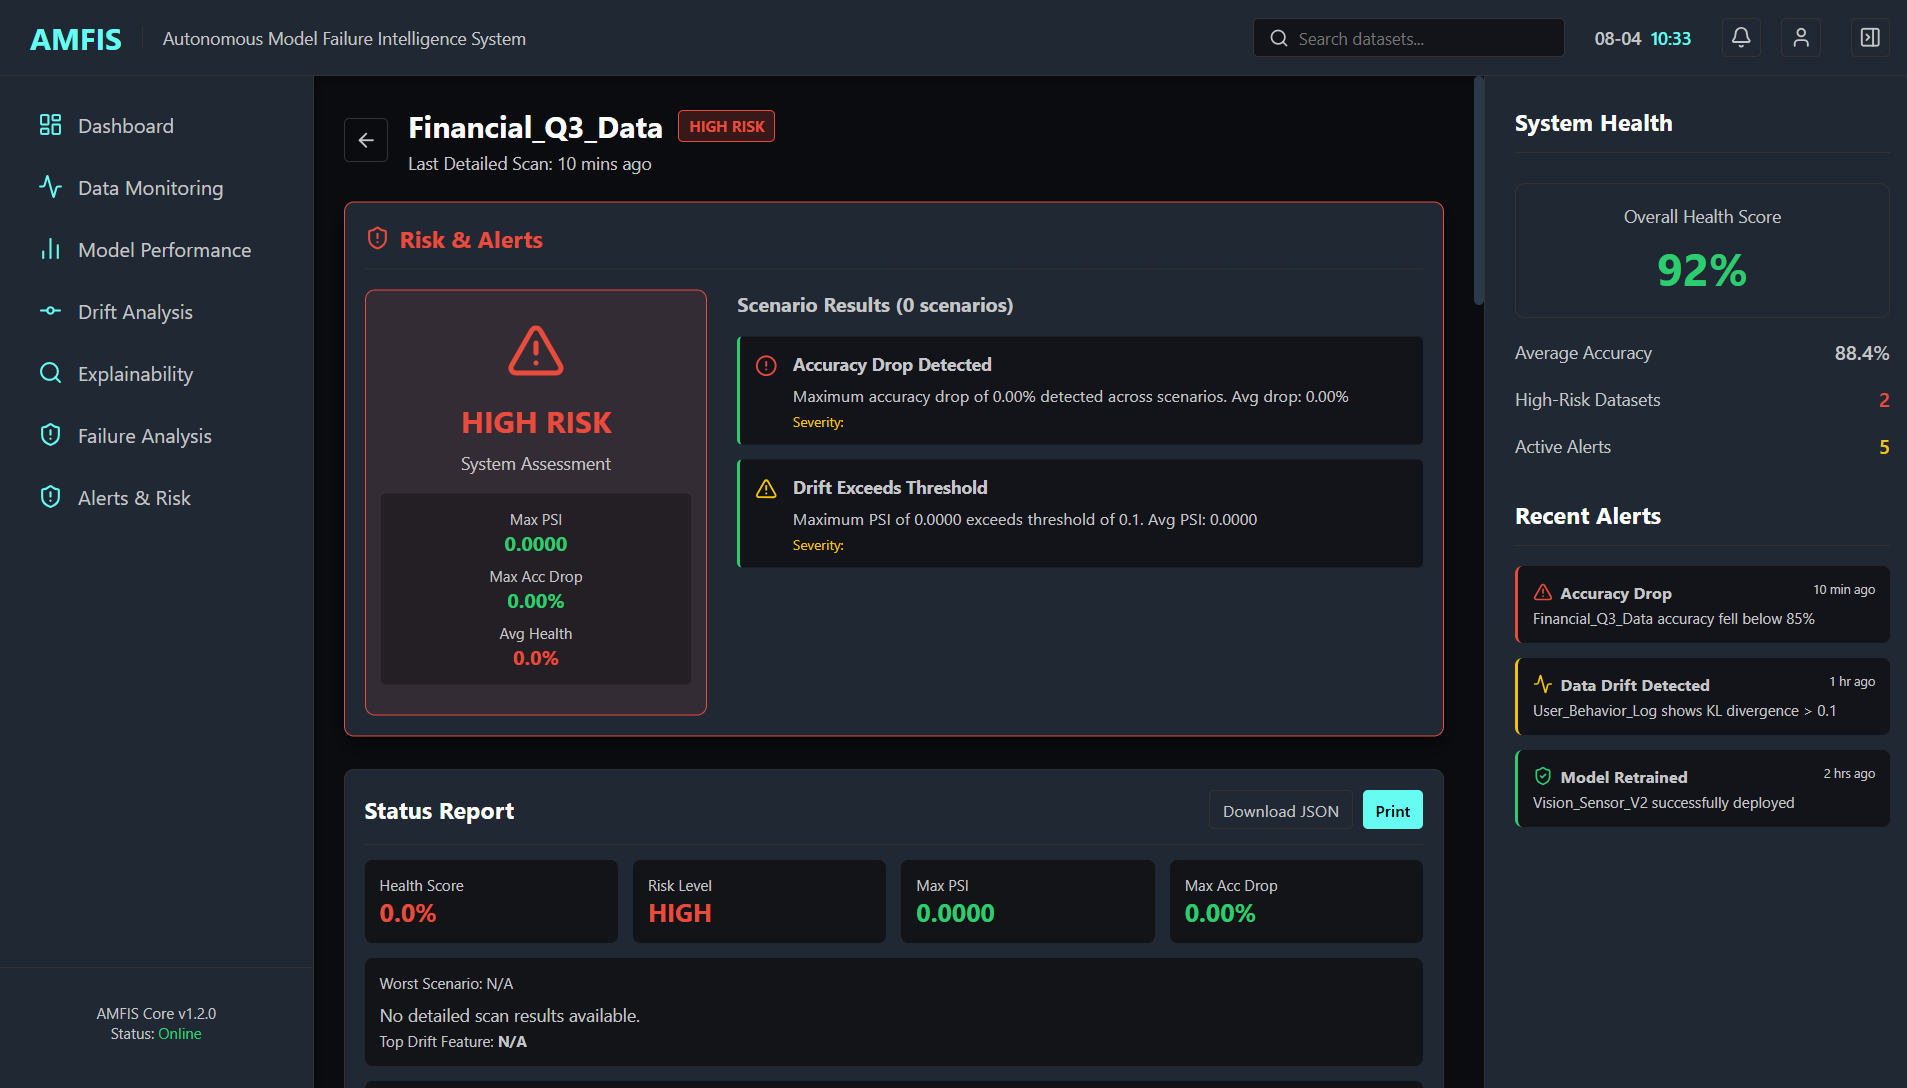 AMFIS
Autonomous Model Failure Intelligence System
Search datasets...
08-04 10:33
Dashboard
Data Monitoring
Model Performance
Drift Analysis
Explainability
Failure Analysis
Alerts & Risk
AMFIS Core v1.2.0
Status: Online
Financial_Q3_Data
HIGH RISK
Last Detailed Scan: 10 mins ago
Risk & Alerts
HIGH RISK
System Assessment
Max PSI
0.0000
Max Acc Drop
0.00%
Avg Health
0.0%
Scenario Results (0 scenarios)
Accuracy Drop Detected
Maximum accuracy drop of 0.00% detected across scenarios. Avg drop: 0.00%
Severity:
Drift Exceeds Threshold
Maximum PSI of 0.0000 exceeds threshold of 0.1. Avg PSI: 0.0000
Severity:
Status Report
Download JSON
Print
Health Score
0.0%
Risk Level
HIGH
Max PSI
0.0000
Max Acc Drop
0.00%
Worst Scenario: N/A
No detailed scan results available.
Top Drift Feature: N/A
System Health
Overall Health Score
92%
Average Accuracy 88.4%
High-Risk Datasets 2
Active Alerts 5
Recent Alerts
Accuracy Drop 10 min ago
Financial_Q3_Data accuracy fell below 85%
Data Drift Detected 1 hr ago
User_Behavior_Log shows KL divergence > 0.1
Model Retrained 2 hrs ago
Vision_Sensor_V2 successfully deployed